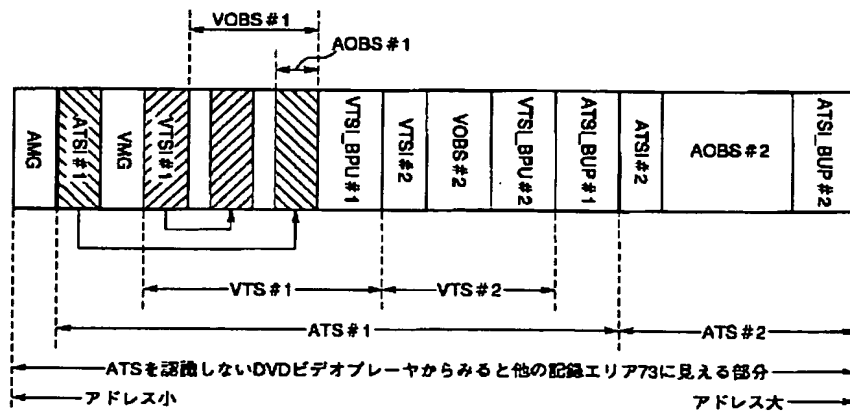 VOBS#1
AOBS#1
AMG
ATSI#1
VMG
VTSI#1
VTSI_BPU#1
VTSI#2
VOBS#2
VTSI_BPU#2
ATSI_BUP#1
ATSI#2
AOBS#2
ATSI_BUP#2
VTS#1
VTS#2
ATS#1
ATS#2
ATSを認識しないDVDビデオプレーヤからみると他の記録エリア73に見える部分
アドレス小
アドレス大